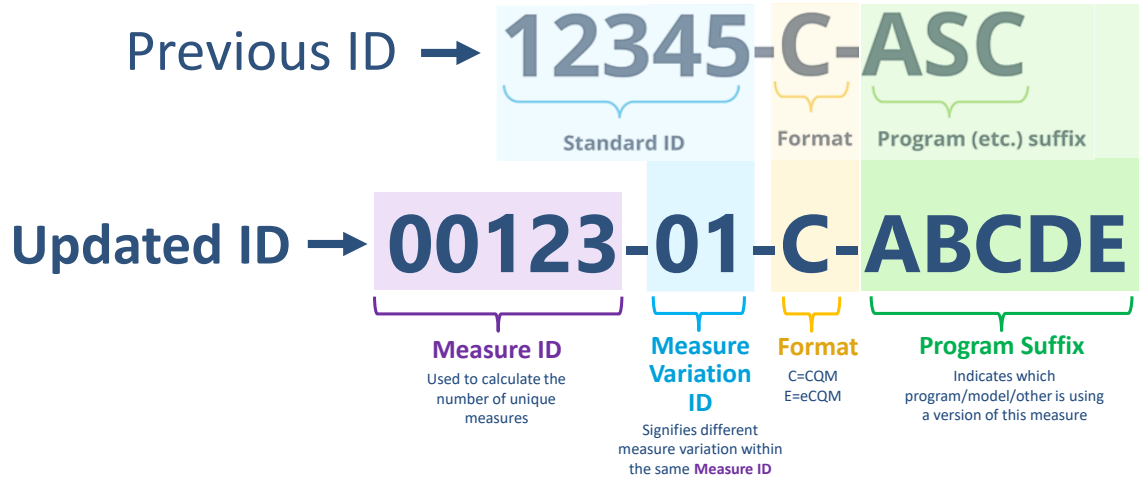 Previous ID → 12345-C-ASC
Standard ID
Format
Program (etc.) suffix
Updated ID → 00123-01-C-ABCDE
Measure ID
Used to calculate the
number of unique
measures
Measure
Variation
ID
Signifies different
measure variation within
the same Measure ID
Format
C=CQM
E=eCQM
Program Suffix
Indicates which
program/model/other is using
a version of this measure